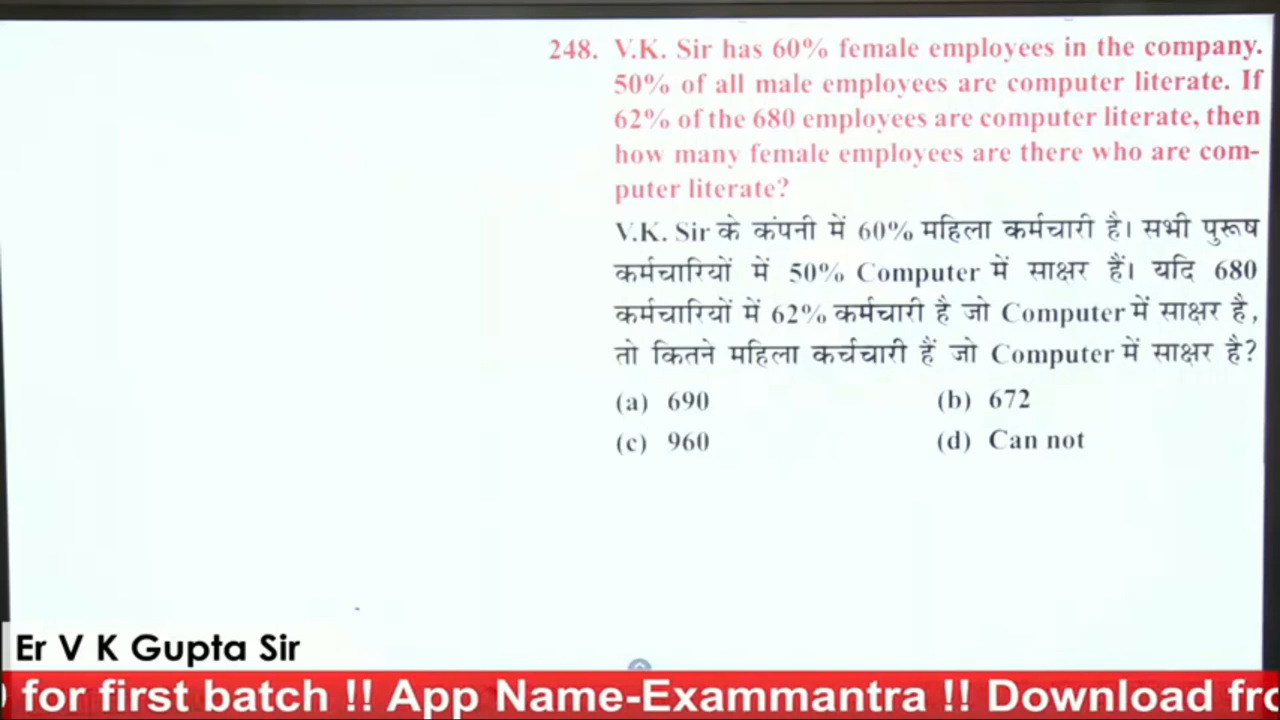 248. V.K. Sir has 60% female employees in the company.
50% of all male employees are computer literate. If
62% of the 680 employees are computer literate, then
how many female employees are there who are com-
puter literate?
V.K. Sir के कंपनी में 60% महिला कर्मचारी है। सभी पुरूष
कर्मचारियों में 50% Computer में साक्षर हैं। यदि 680
कर्मचारियों में 62% कर्मचारी है जो Computer में साक्षर है,
तो कितने महिला कर्चचारी हैं जो Computer में साक्षर है?
(a) 690 (b) 672
(c) 960 (d) Can not
Er V K Gupta Sir
for first batch !! App Name-Exammantra !! Download fro